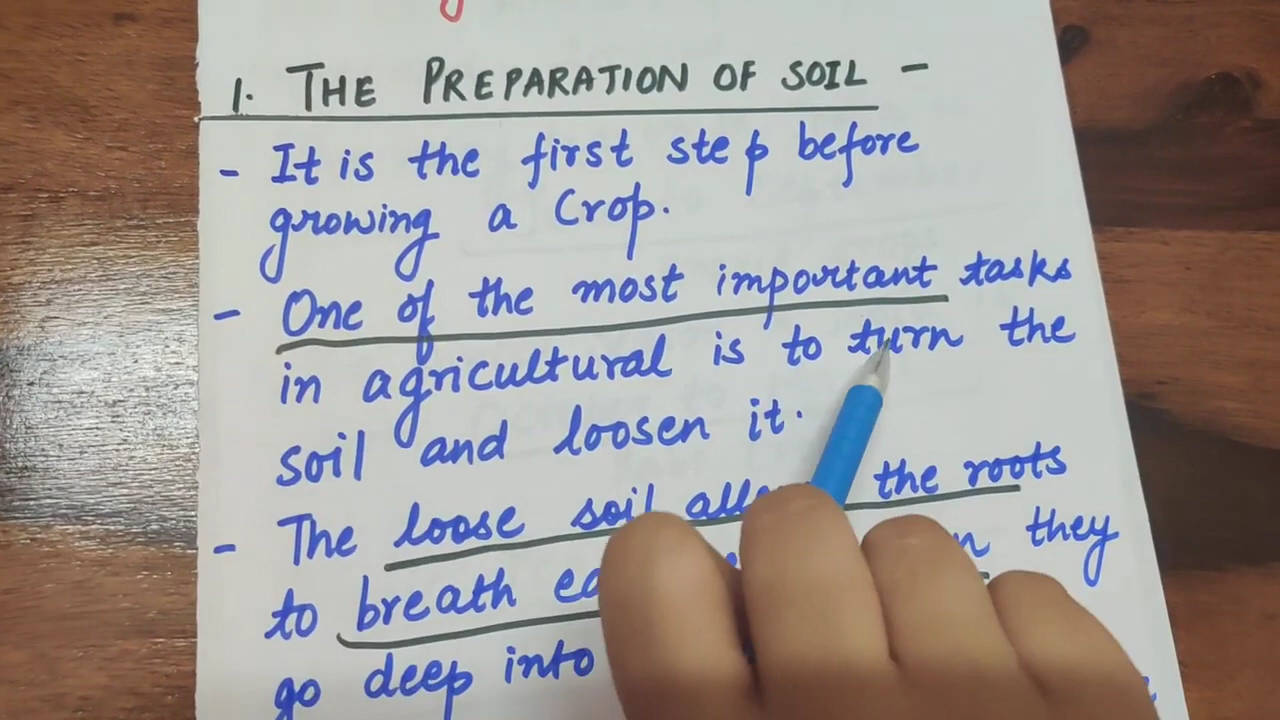 1. THE PREPARATION OF SOIL -
- It is the first step before
growing a Crop.
- One of the most important tasks
in agricultural is to turn the
soil and loosen it.
- The loose soil the roots
to breath they
go deep into